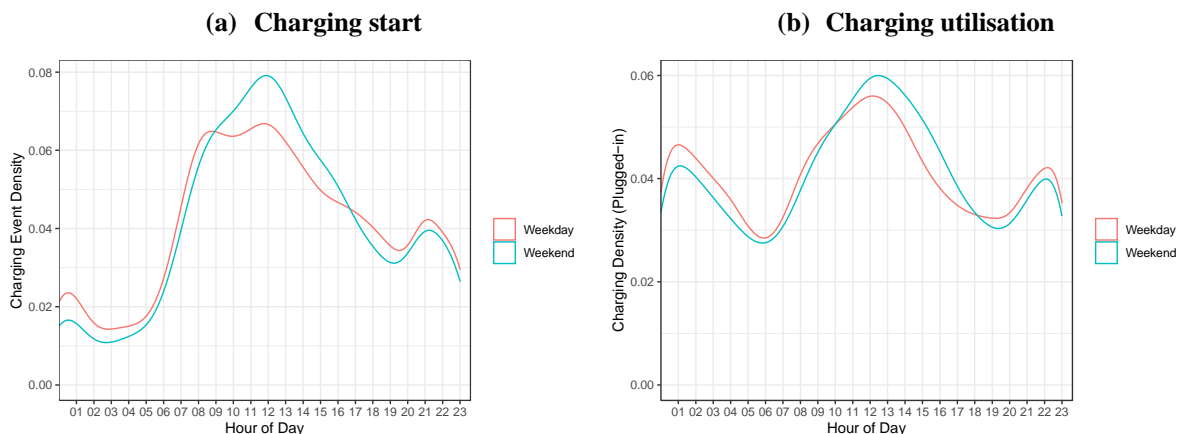 (a) Charging start
0.08
0.06
0.04
0.02
0.00
Charging Event Density
01 02 03 04 05 06 07 08 09 10 11 12 13 14 15 16 17 18 19 20 21 22 23
Hour of Day
Weekday
Weekend
(b) Charging utilisation
0.06
0.04
0.02
0.00
Charging Density (Plugged−in)
01 02 03 04 05 06 07 08 09 10 11 12 13 14 15 16 17 18 19 20 21 22 23
Hour of Day
Weekday
Weekend